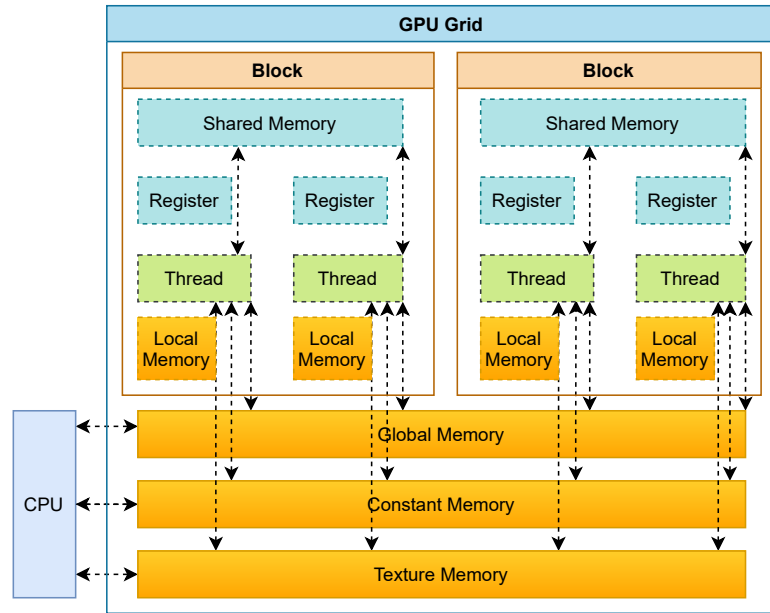 GPU Grid
Block
Block
Shared Memory
Shared Memory
Register
Register
Register
Register
Thread
Thread
Thread
Thread
Local
Memory
Local
Memory
Local
Memory
Local
Memory
Global Memory
CPU
Constant Memory
Texture Memory